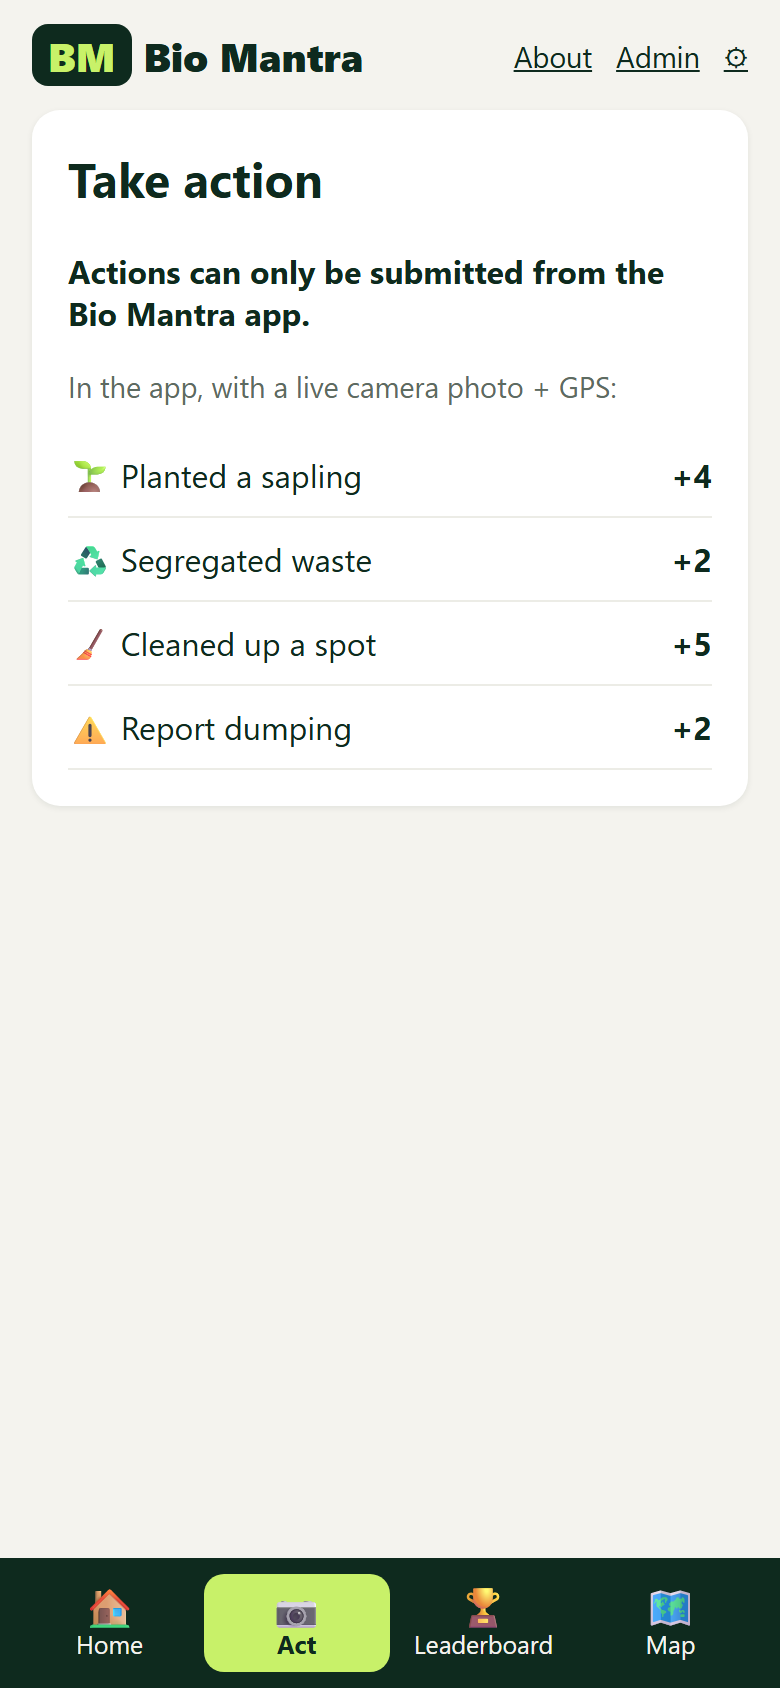 BM Bio Mantra About Admin ⚙
Take action
Actions can only be submitted from the
Bio Mantra app.
In the app, with a live camera photo + GPS:
Planted a sapling +4
Segregated waste +2
Cleaned up a spot +5
Report dumping +2
Home Act Leaderboard Map